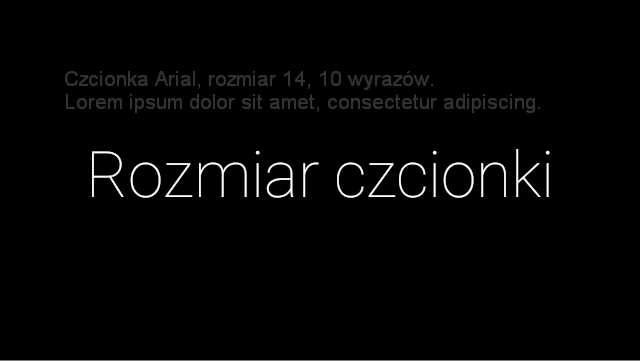 Czcionka Arial, rozmiar 14, 10 wyrazów.
Lorem ipsum dolor sit amet, consectetur adipiscing.
Rozmiar czcionki